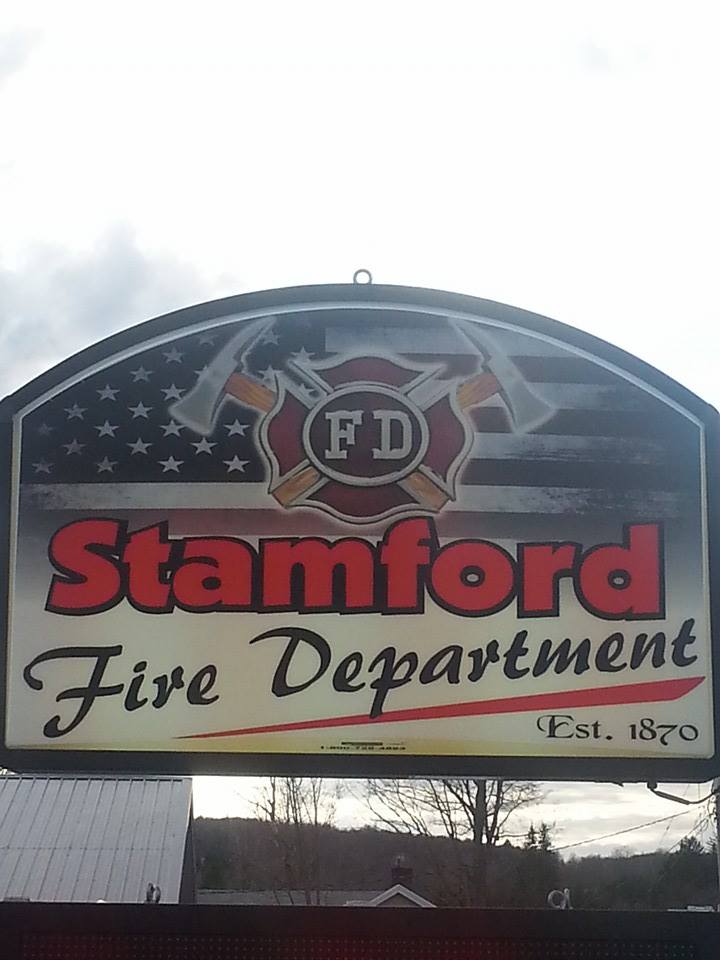 FD
Stamford
Fire Department
Est. 1870